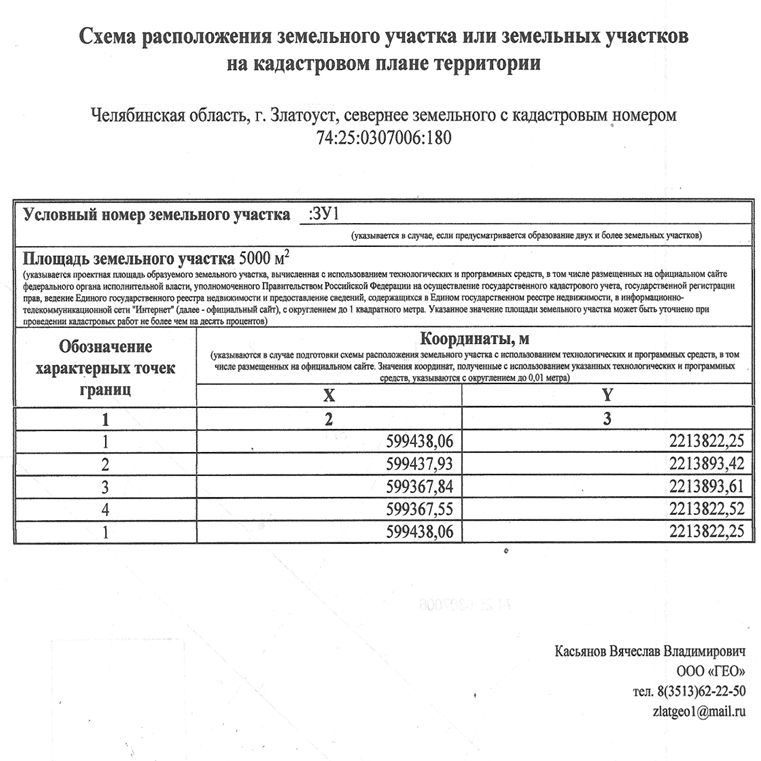 Схема расположения земельного участка или земельных участков
на кадастровом плане территории
Челябинская область, г. Златоуст, севернее земельного с кадастровым номером
74:25:0307006:180
Условный номер земельного участка :ЗУ1
(указывается в случае, если предусматривается образование двух и более земельных участков)
Площадь земельного участка 5000 м²
(указывается проектная площадь образуемого земельного участка, вычисленная с использованием технологических и программных средств, в том числе размещенных на официальном сайте
федерального органа исполнительной власти, уполномоченного Правительством Российской Федерации на осуществление государственного кадастрового учета, государственной регистрации
прав, ведение Единого государственного реестра недвижимости и предоставление сведений, содержащихся в Едином государственном реестре недвижимости, в информационно-
телекоммуникационной сети "Интернет" (далее - официальный сайт), с округлением до 1 квадратного метра. Указанное значение площади земельного участка может быть уточнено при
проведении кадастровых работ не более чем на десять процентов)
Обозначение
характерных точек
границ
Координаты, м
(указываются в случае подготовки схемы расположения земельного участка с использованием технологических и программных средств, в том
числе размещенных на официальном сайте. Значения координат, полученные с использованием указанных технологических и программных
средств, указываются с округлением до 0,01 метра)
X Y
1 2 3
1 599438,06 2213822,25
2 599437,93 2213893,42
3 599367,84 2213893,61
4 599367,55 2213822,52
1 599438,06 2213822,25
Касьянов Вячеслав Владимирович
ООО «ГЕО»
тел. 8(3513)62-22-50
zlatgeo1@mail.ru